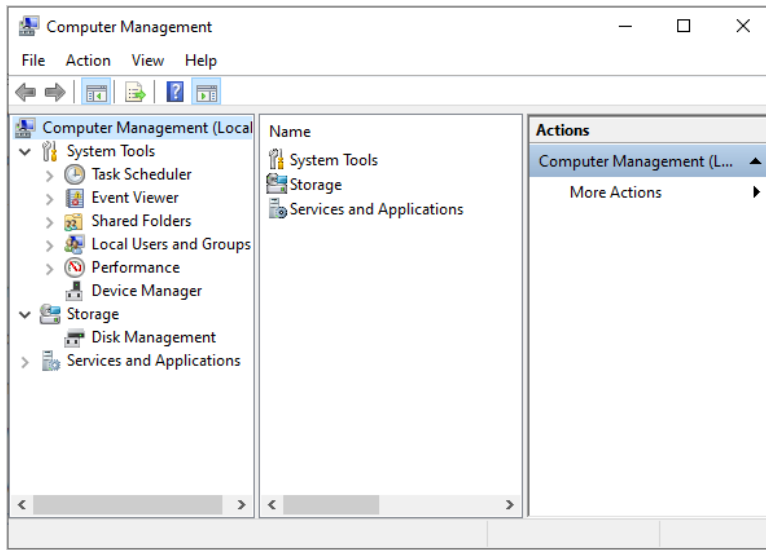 Computer Management
File Action View Help
Computer Management (Local
System Tools
Task Scheduler
Event Viewer
Shared Folders
Local Users and Groups
Performance
Device Manager
Storage
Disk Management
Services and Applications
Name
System Tools
Storage
Services and Applications
Actions
Computer Management (L...
More Actions